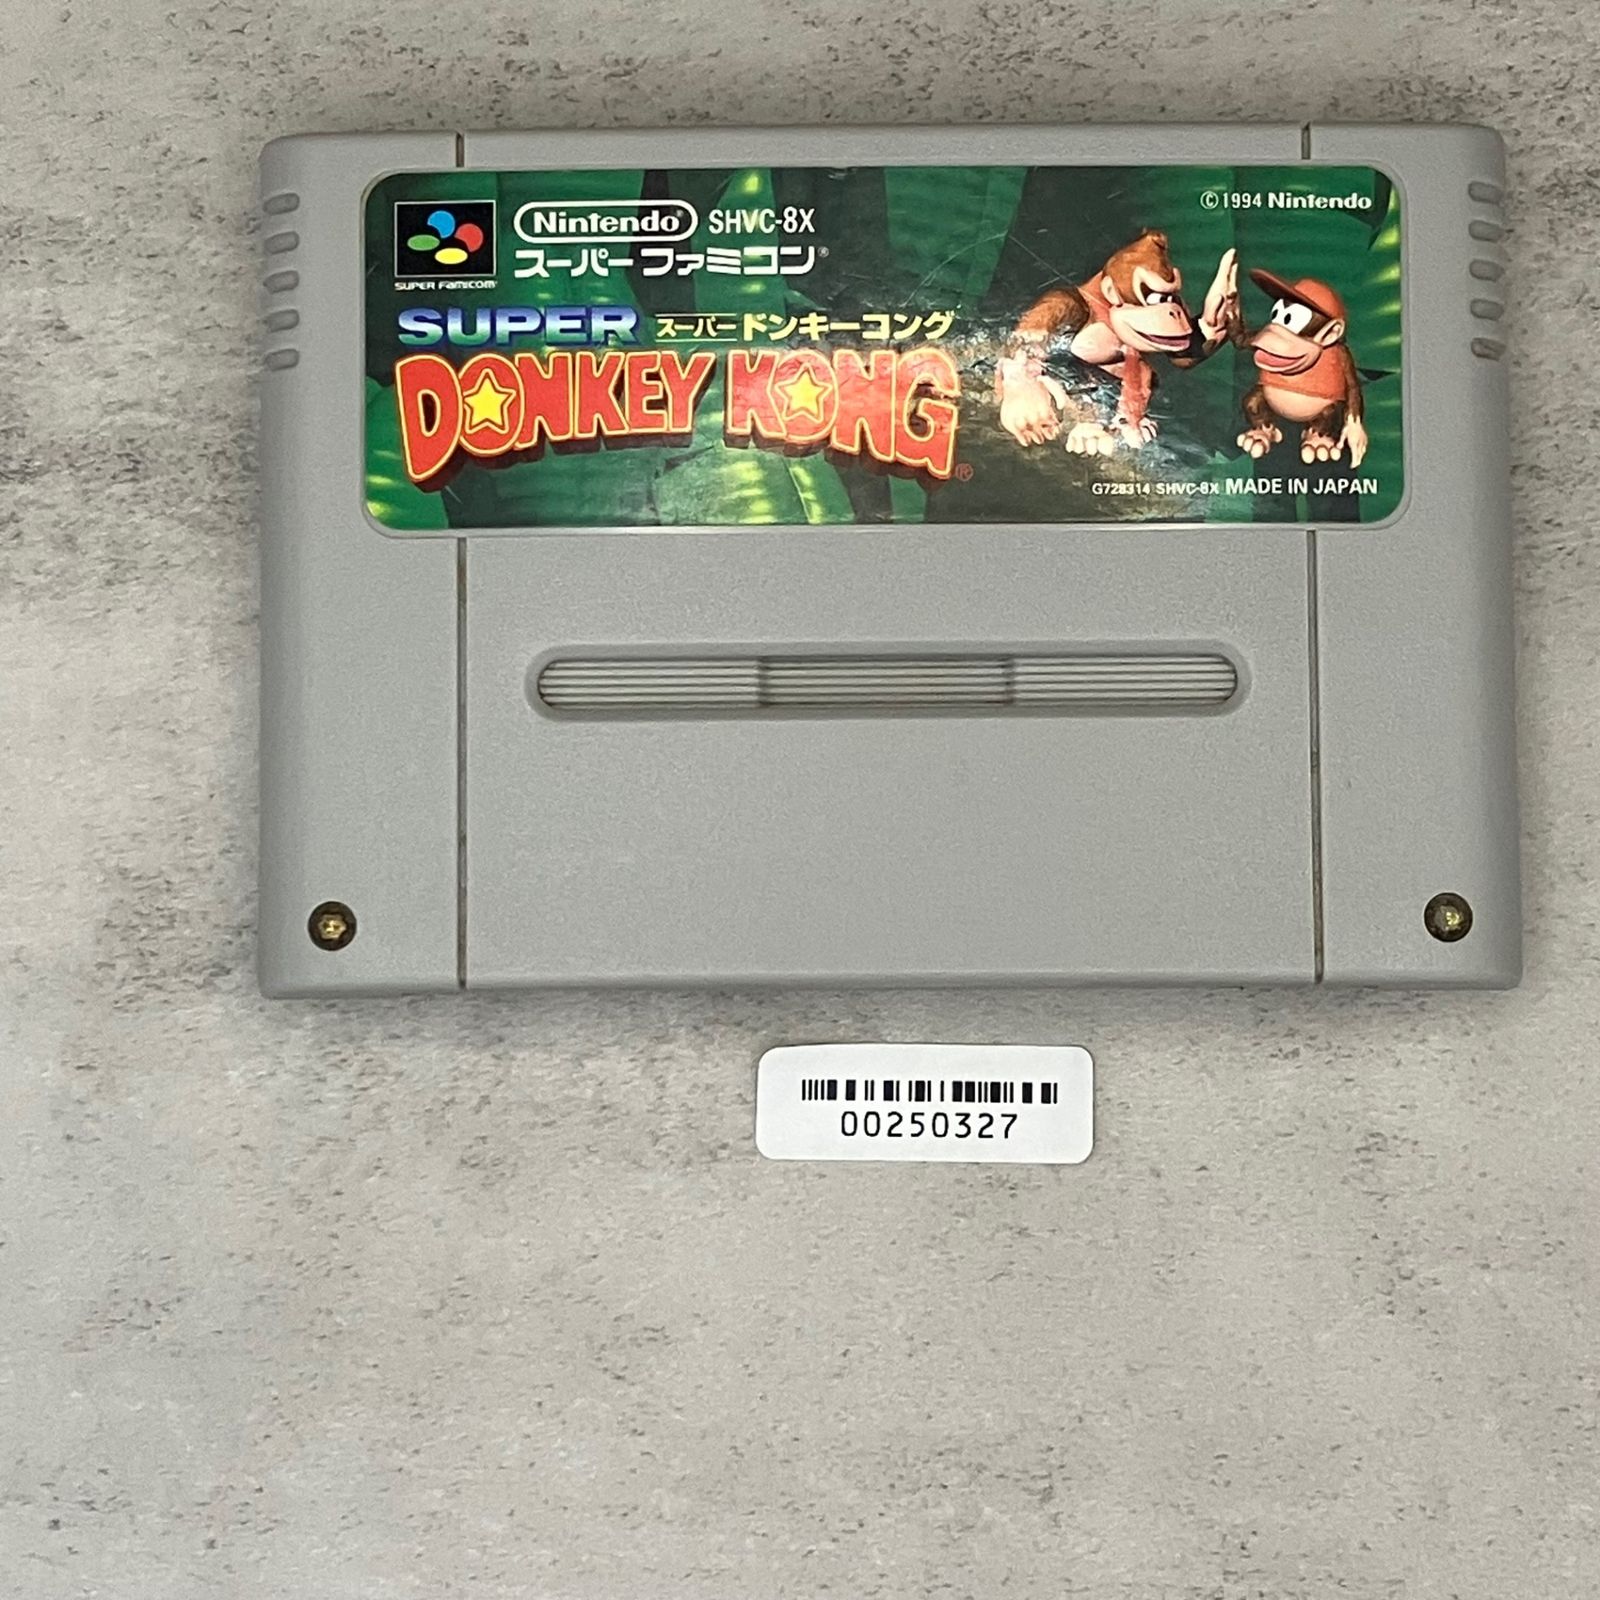 ©1994 Nintendo
Nintendo® SHVC-8X
スーパーファミコン®
SUPER FAMICOM
SUPER スーパードンキーコング
DONKEY KONG®
G728314 SHVC-8X MADE IN JAPAN
00250327